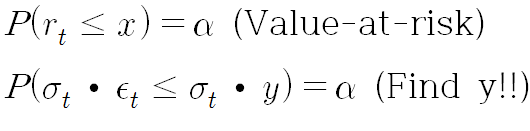 P(r_t ≤ x) = α (Value-at-risk)
P(σ_t • ϵ_t ≤ σ_t • y) = α (Find y!!)